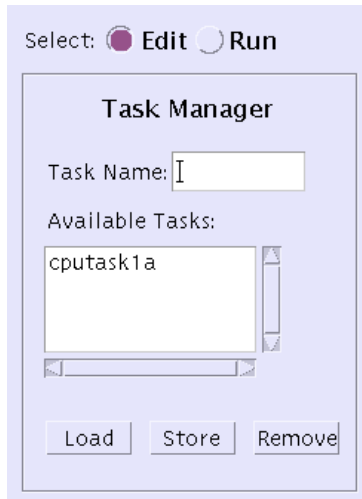 Select: Edit Run
Task Manager
Task Name:
Available Tasks:
cputask1a
Load Store Remove